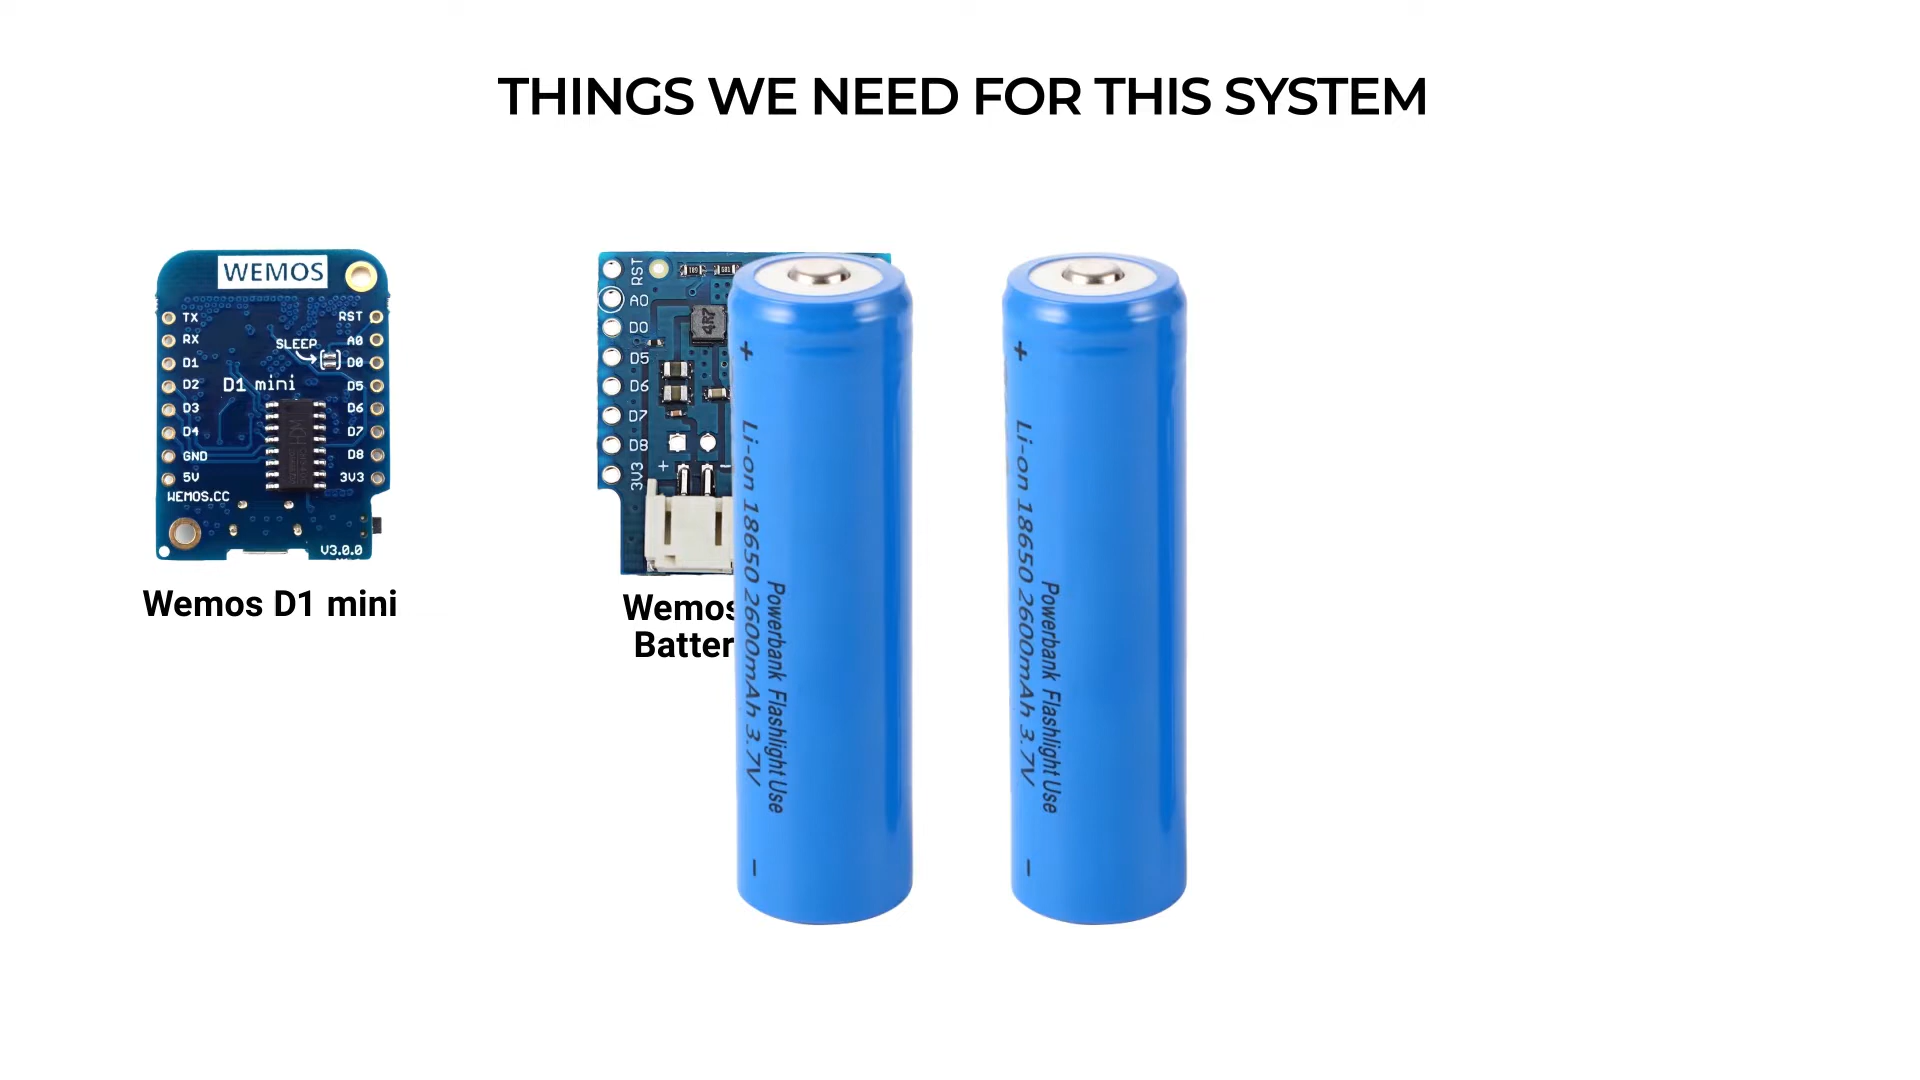 THINGS WE NEED FOR THIS SYSTEM
WEMOS
TX
RX
D1
D2
D3
D4
GND
5V
WEMOS.CC
SLEEP
D1 mini
RST
A0
D0
D5
D6
D7
D8
3V3
V3.0.0
Wemos D1 mini
RST
A0
D0
D5
D6
D7
D8
3V3
4R7
+ -
Wemos
Batter
+
Li-on 18650 2600mAh 3.7V
Powerbank Flashlight Use
-
+
Li-on 18650 2600mAh 3.7V
Powerbank Flashlight Use
-